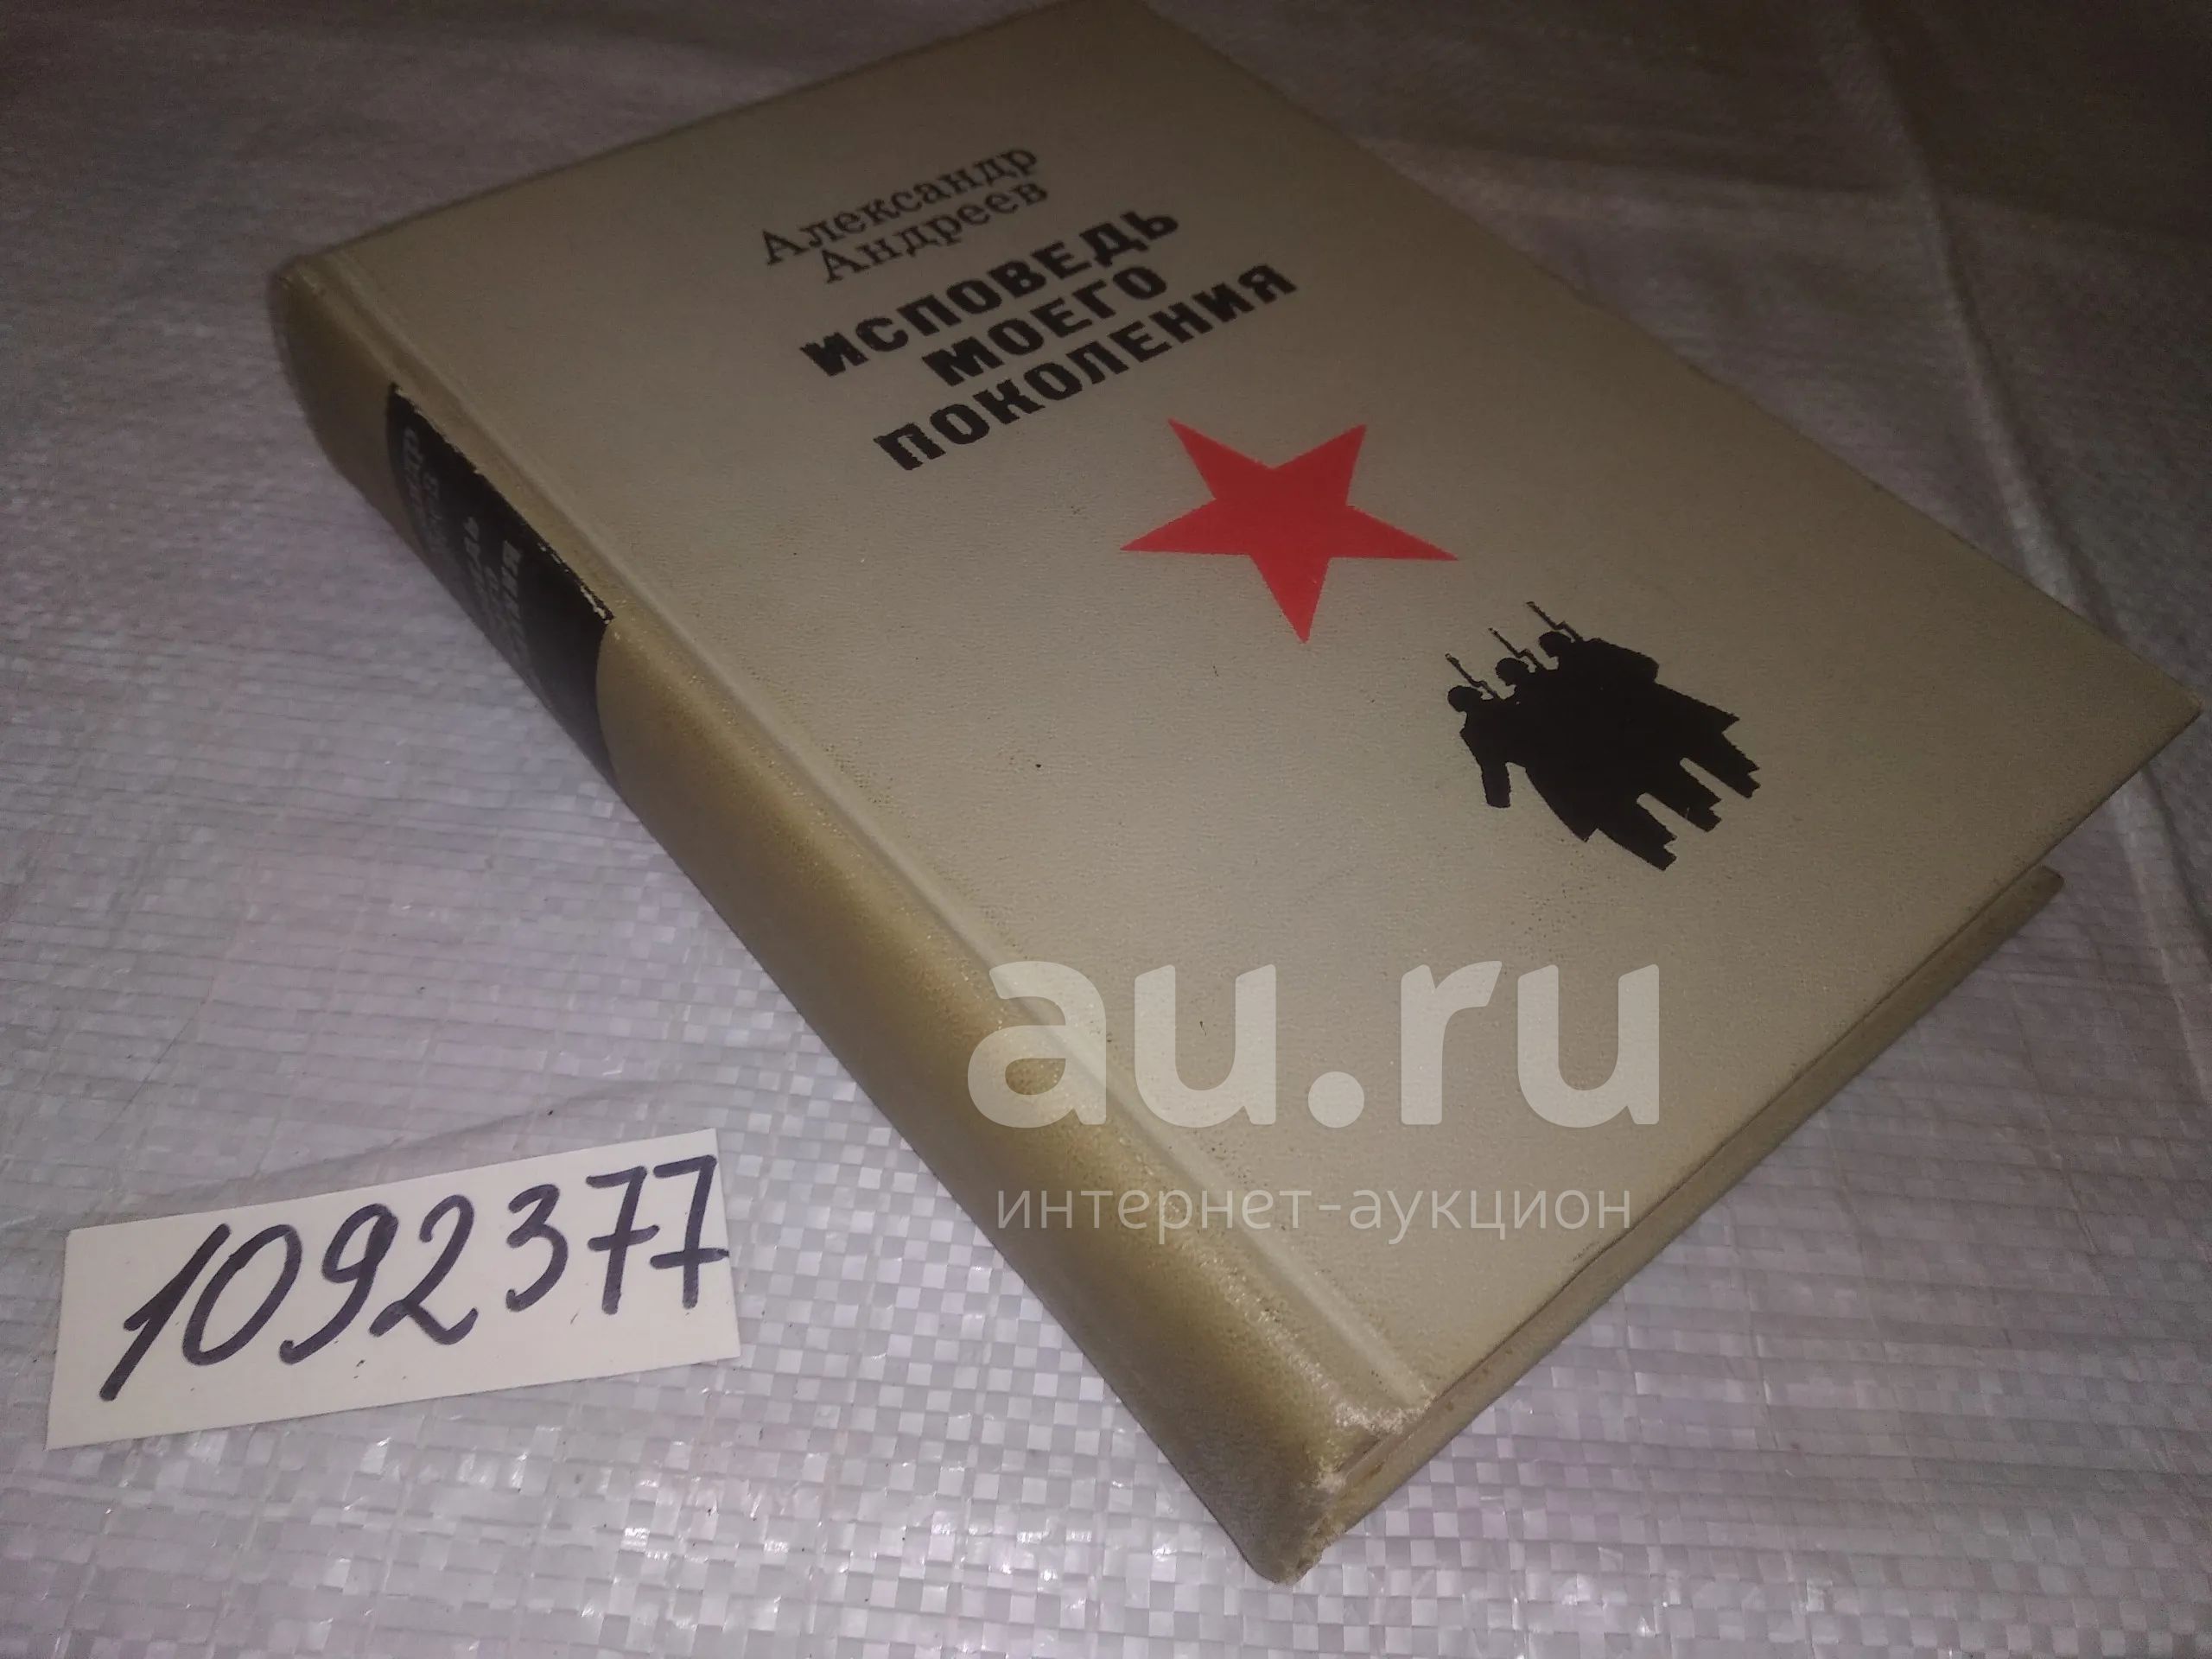 Александр
Андреев
ИСПОВЕДЬ
МОЕГО
ПОКОЛЕНИЯ
au.ru
интернет-аукцион
1092377